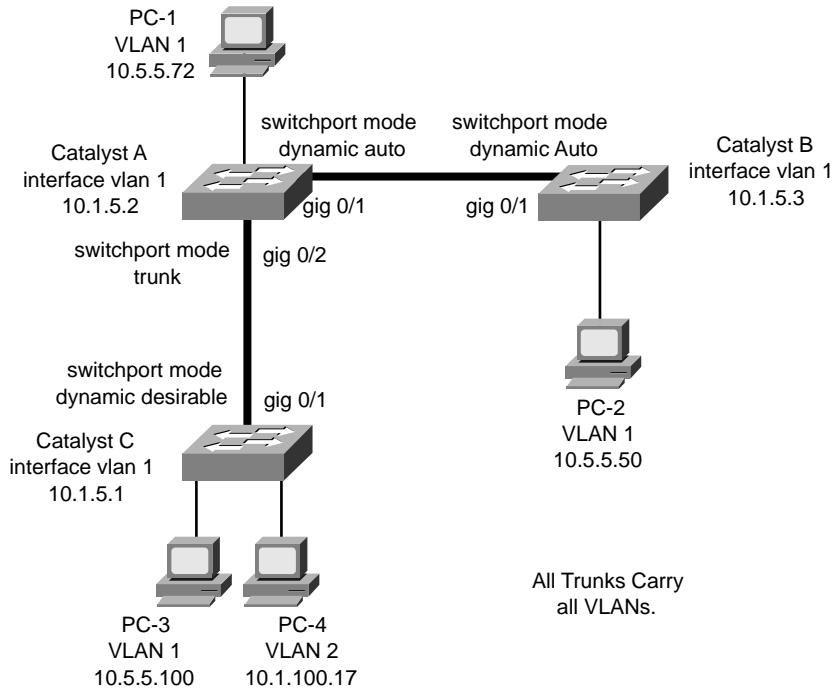 PC-1
VLAN 1
10.5.5.72
switchport mode
dynamic auto
switchport mode
dynamic Auto
Catalyst A
interface vlan 1
10.1.5.2
Catalyst B
interface vlan 1
10.1.5.3
gig 0/1
gig 0/1
switchport mode
trunk
gig 0/2
switchport mode
dynamic desirable
gig 0/1
PC-2
VLAN 1
10.5.5.50
Catalyst C
interface vlan 1
10.1.5.1
All Trunks Carry
all VLANs.
PC-3
VLAN 1
10.5.5.100
PC-4
VLAN 2
10.1.100.17